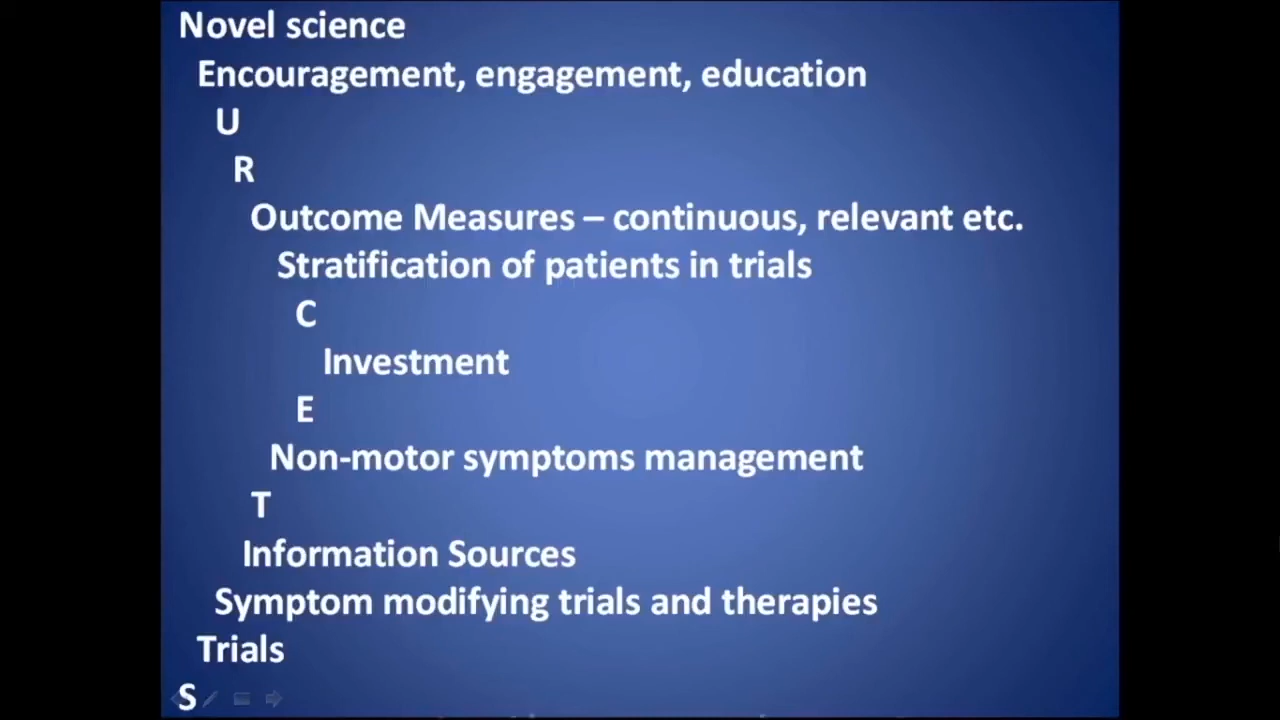 Novel science
Encouragement, engagement, education
U
R
Outcome Measures – continuous, relevant etc.
Stratification of patients in trials
C
Investment
E
Non-motor symptoms management
T
Information Sources
Symptom modifying trials and therapies
Trials
S